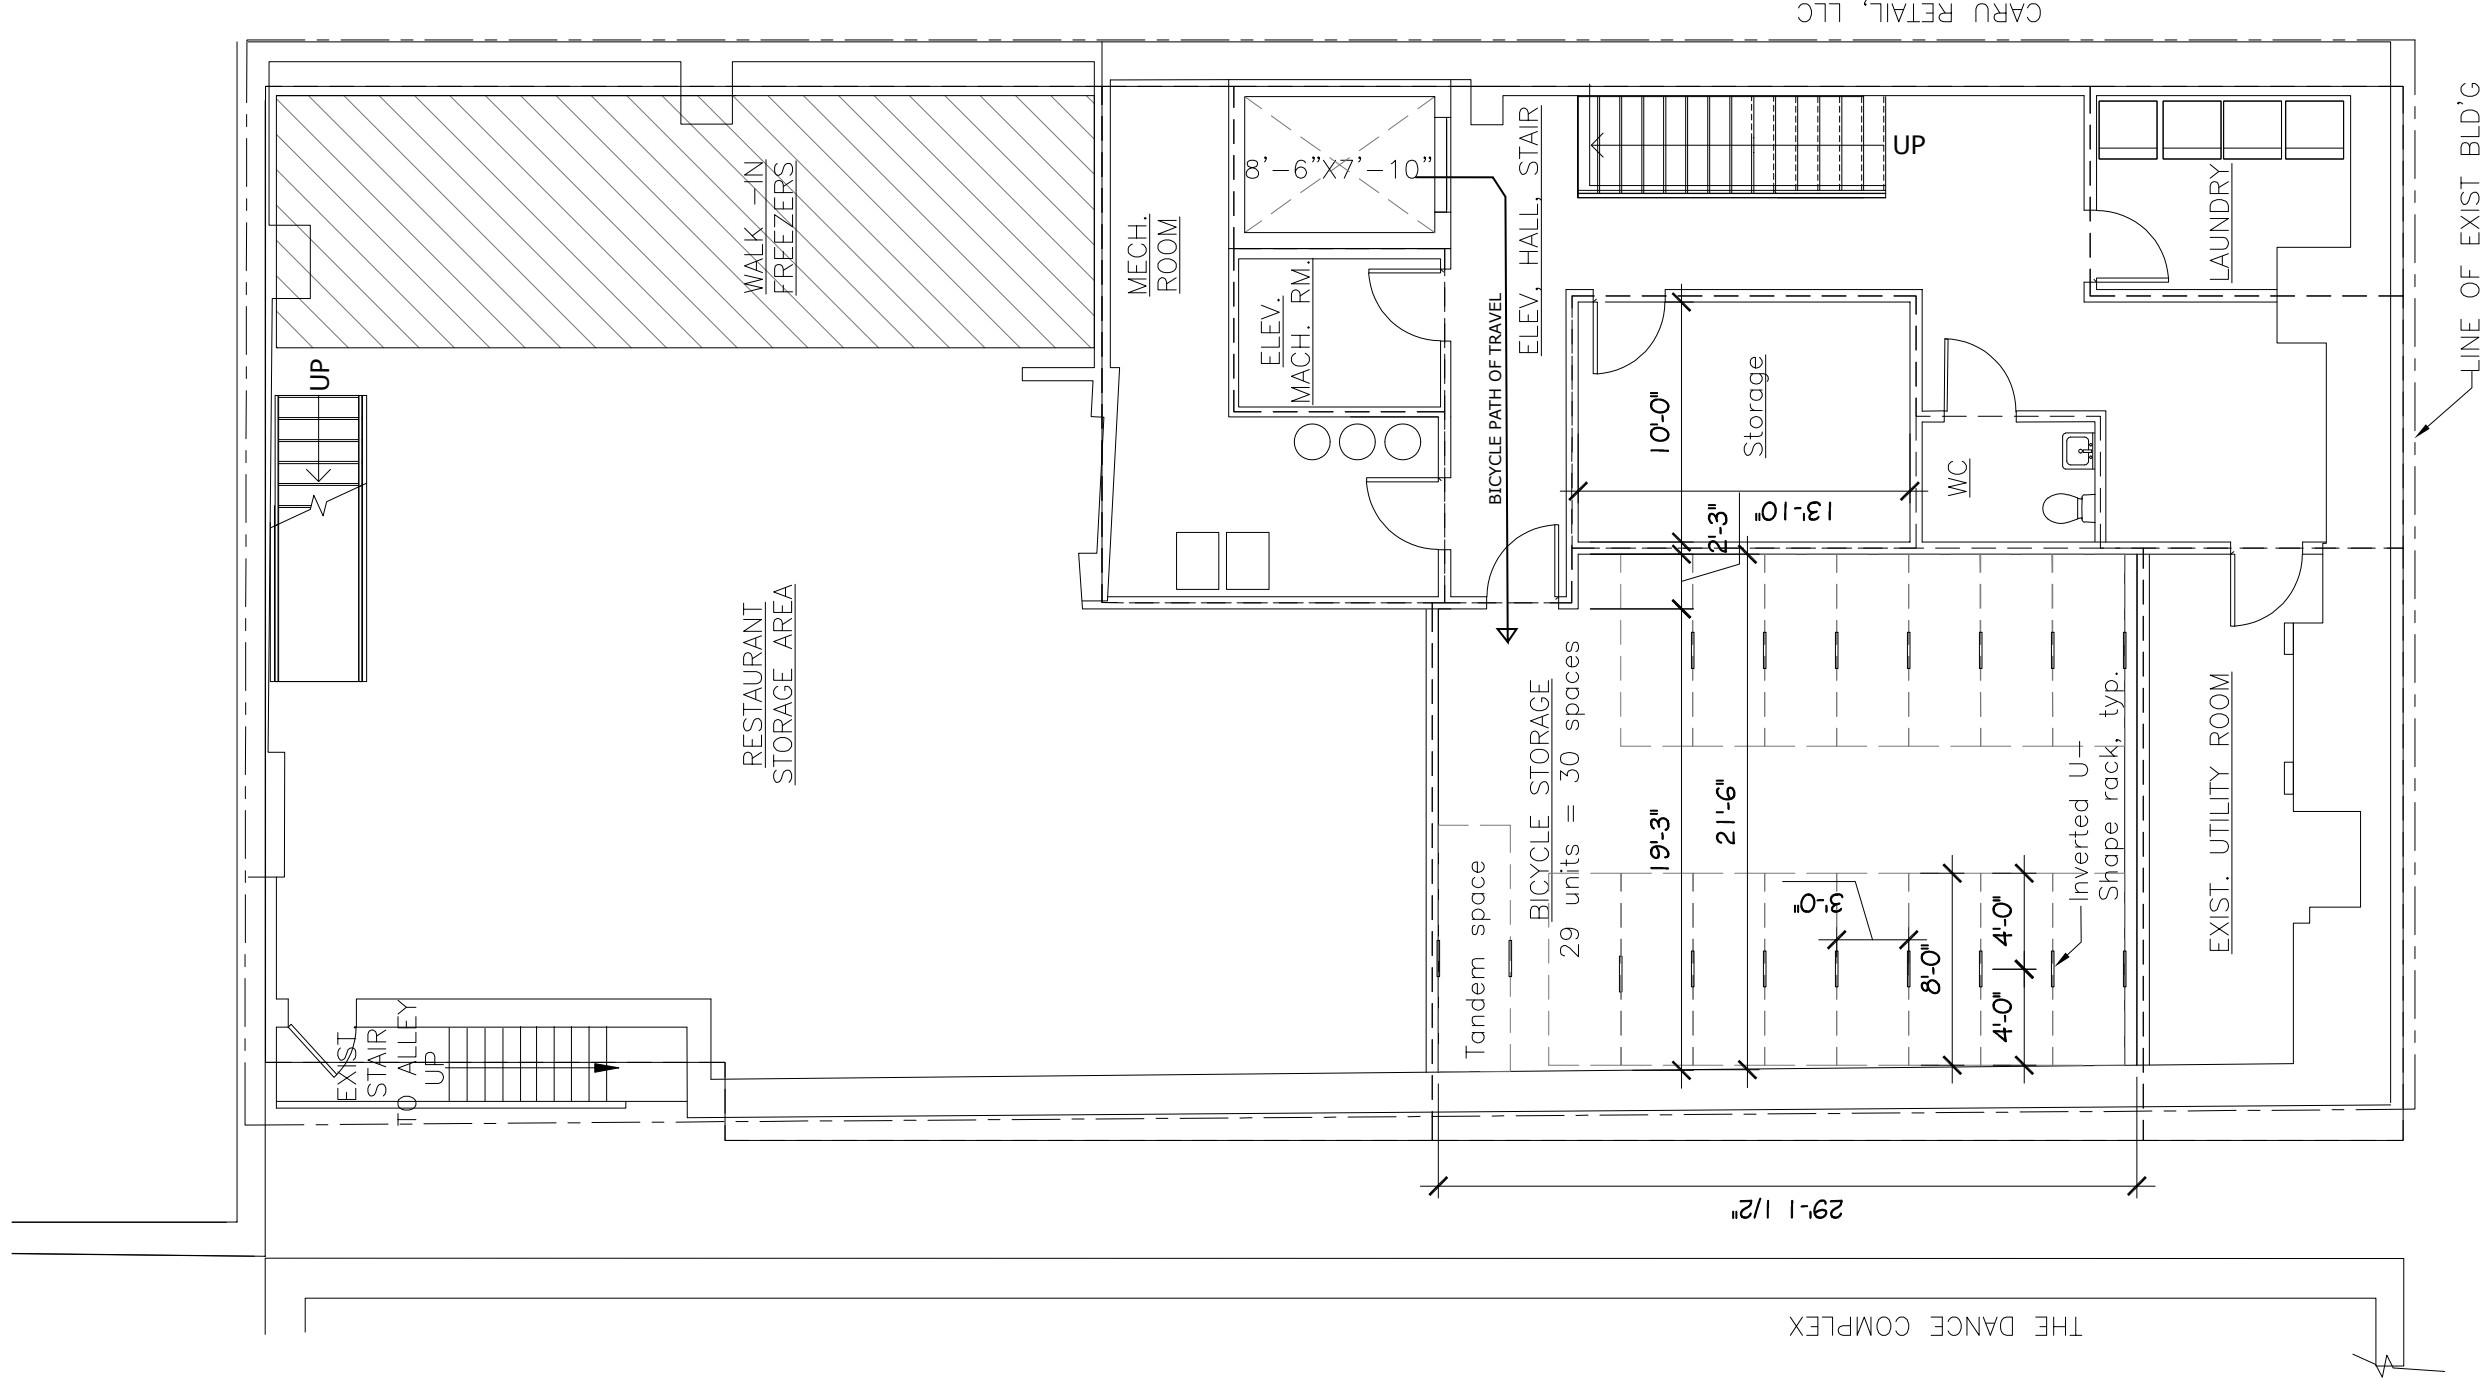 CARU RETAIL, LLC
LINE OF EXIST BLD'G
WALK -IN
FREEZERS
UP
MECH.
ROOM
8'-6"X7'-10"
ELEV.
MACH. RM.
BICYCLE PATH OF TRAVEL
ELEV, HALL, STAIR
UP
LAUNDRY
Storage
10'-0"
13'-10"
2'-3"
WC
RESTAURANT
STORAGE AREA
BICYCLE STORAGE
29 units = 30 spaces
Tandem space
19'-3"
21'-6"
3'-0"
8'-0"
4'-0"
4'-0"
Inverted U-
Shape rack, typ.
EXIST. UTILITY ROOM
EXIST
STAIR
TO ALLEY
UP
29'-1 1/2"
THE DANCE COMPLEX